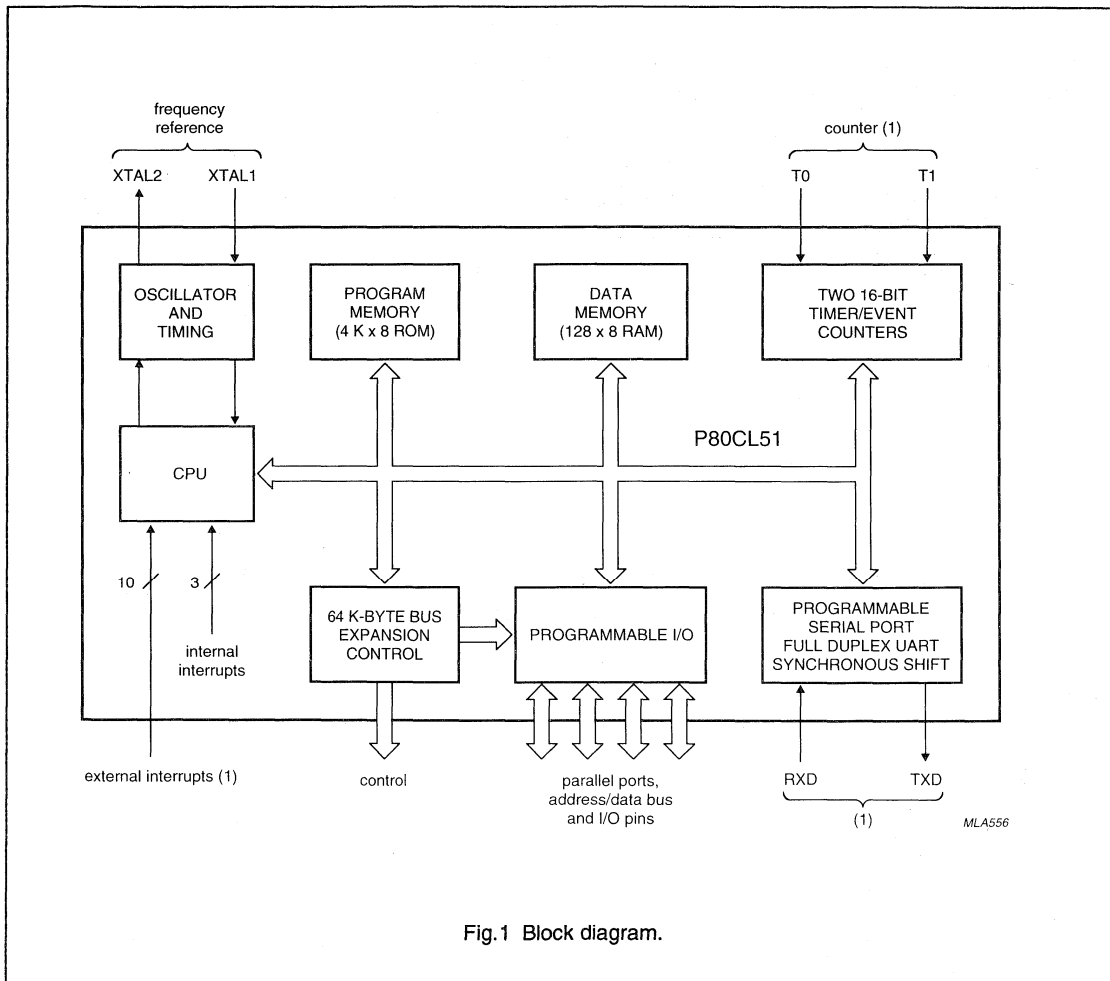 frequency
reference
counter (1)
XTAL2
XTAL1
T0
T1
OSCILLATOR
AND
TIMING
PROGRAM
MEMORY
(4 K x 8 ROM)
DATA
MEMORY
(128 x 8 RAM)
TWO 16-BIT
TIMER/EVENT
COUNTERS
P80CL51
CPU
10
3
internal
interrupts
64 K-BYTE BUS
EXPANSION
CONTROL
PROGRAMMABLE I/O
PROGRAMMABLE
SERIAL PORT
FULL DUPLEX UART
SYNCHRONOUS SHIFT
external interrupts (1)
control
parallel ports,
address/data bus
and I/O pins
RXD
TXD
(1)
MLA556
Fig.1 Block diagram.